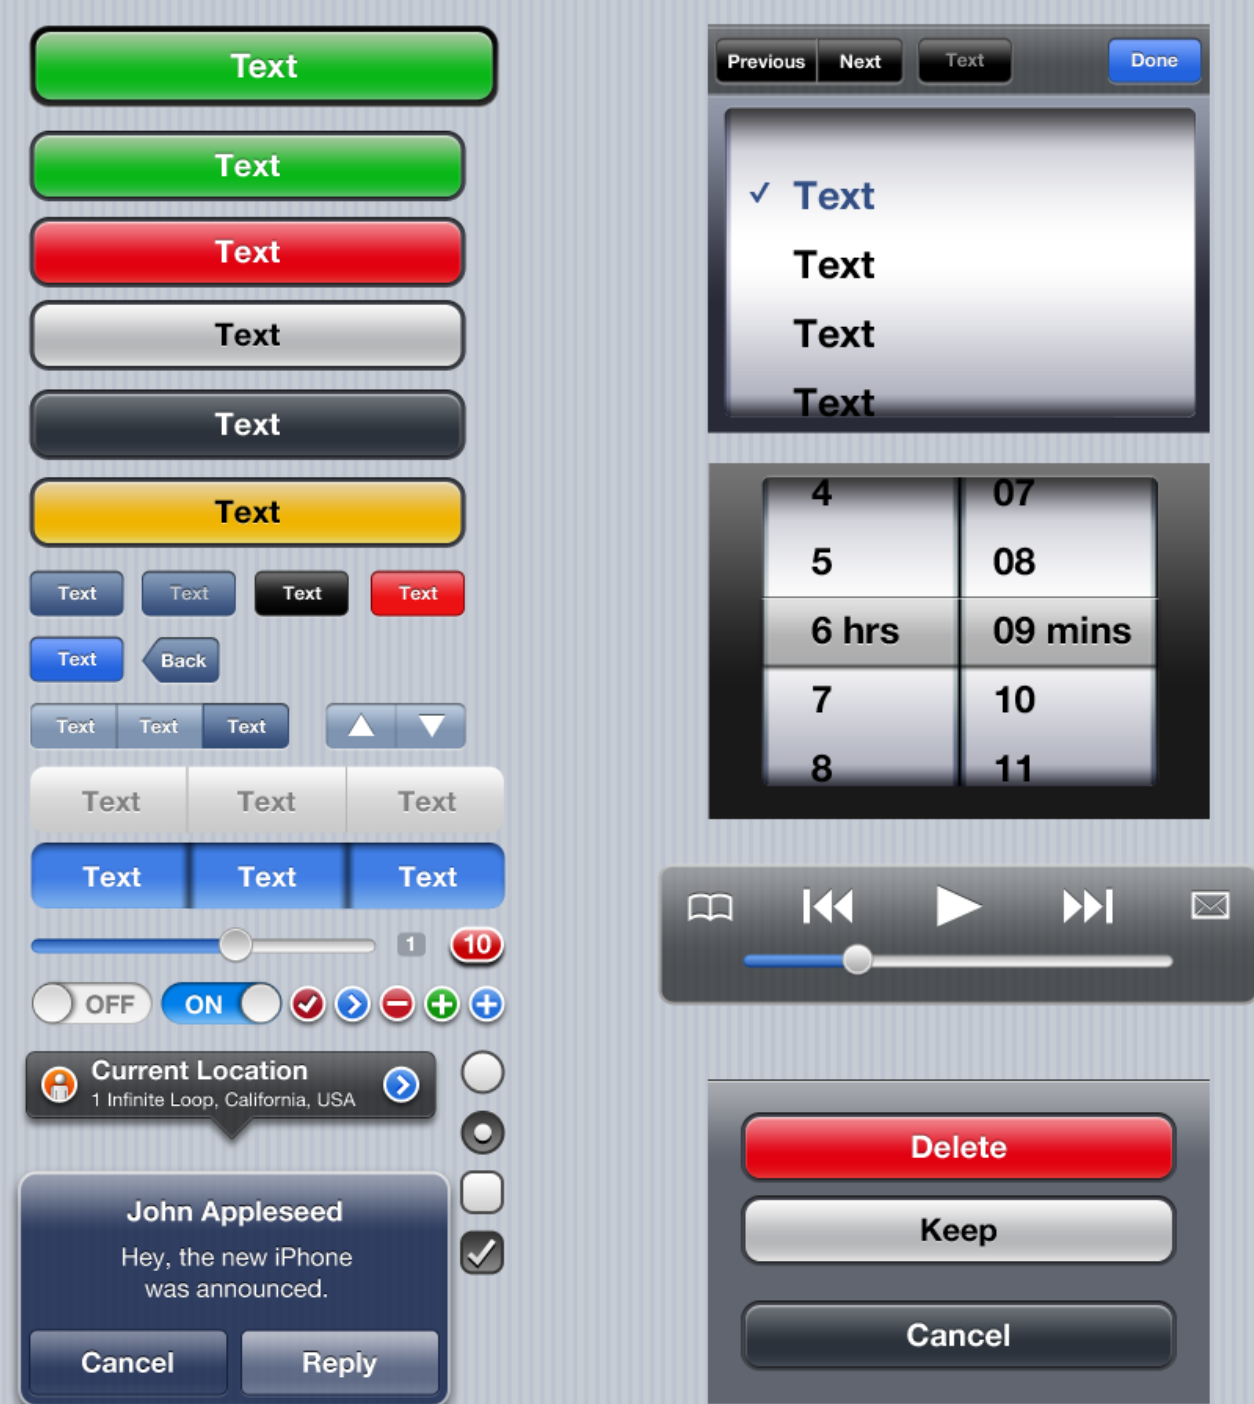 Text
Text
Text
Text
Text
Text
Text Text Text Text
Text Back
Text Text Text
Text Text Text
Text Text Text
1 10
OFF ON
Current Location
1 Infinite Loop, California, USA
John Appleseed
Hey, the new iPhone
was announced.
Cancel Reply
Previous Next Text Done
Text
Text
Text
Text
4 07
5 08
6 hrs 09 mins
7 10
8 11
Delete
Keep
Cancel